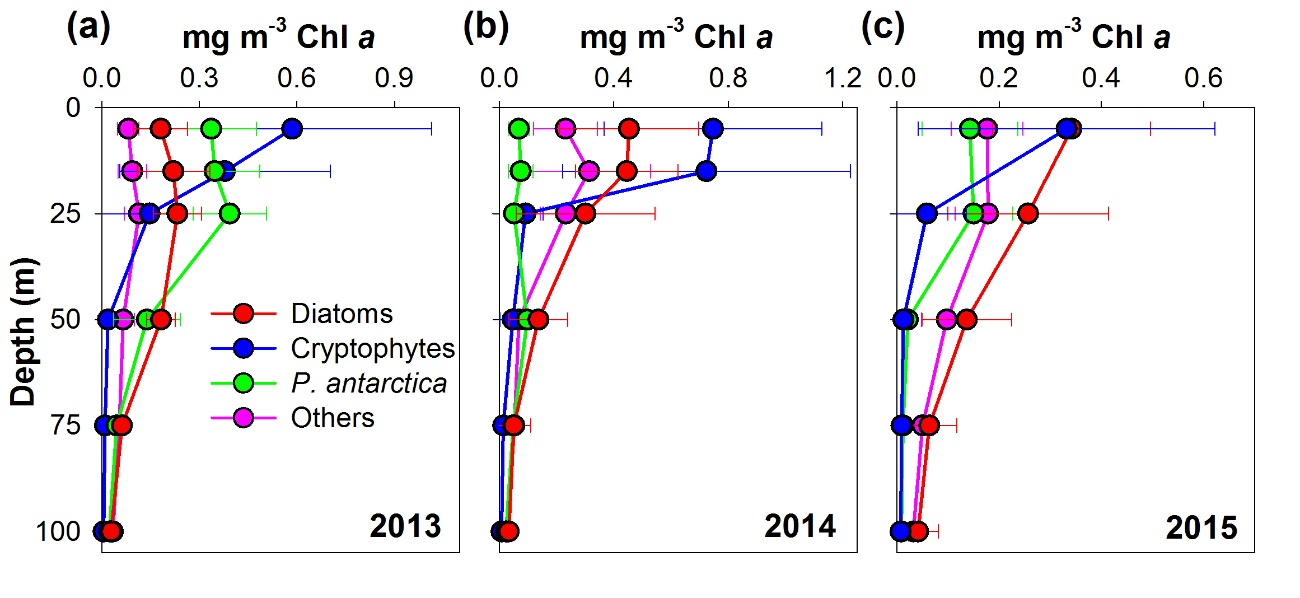 (a) mg m-3 Chl a
0.0 0.3 0.6 0.9
(b) mg m-3 Chl a
0.0 0.4 0.8 1.2
(c) mg m-3 Chl a
0.0 0.2 0.4 0.6
Depth (m)
0
25
50
75
100
Diatoms
Cryptophytes
P. antarctica
Others
2013
2014
2015